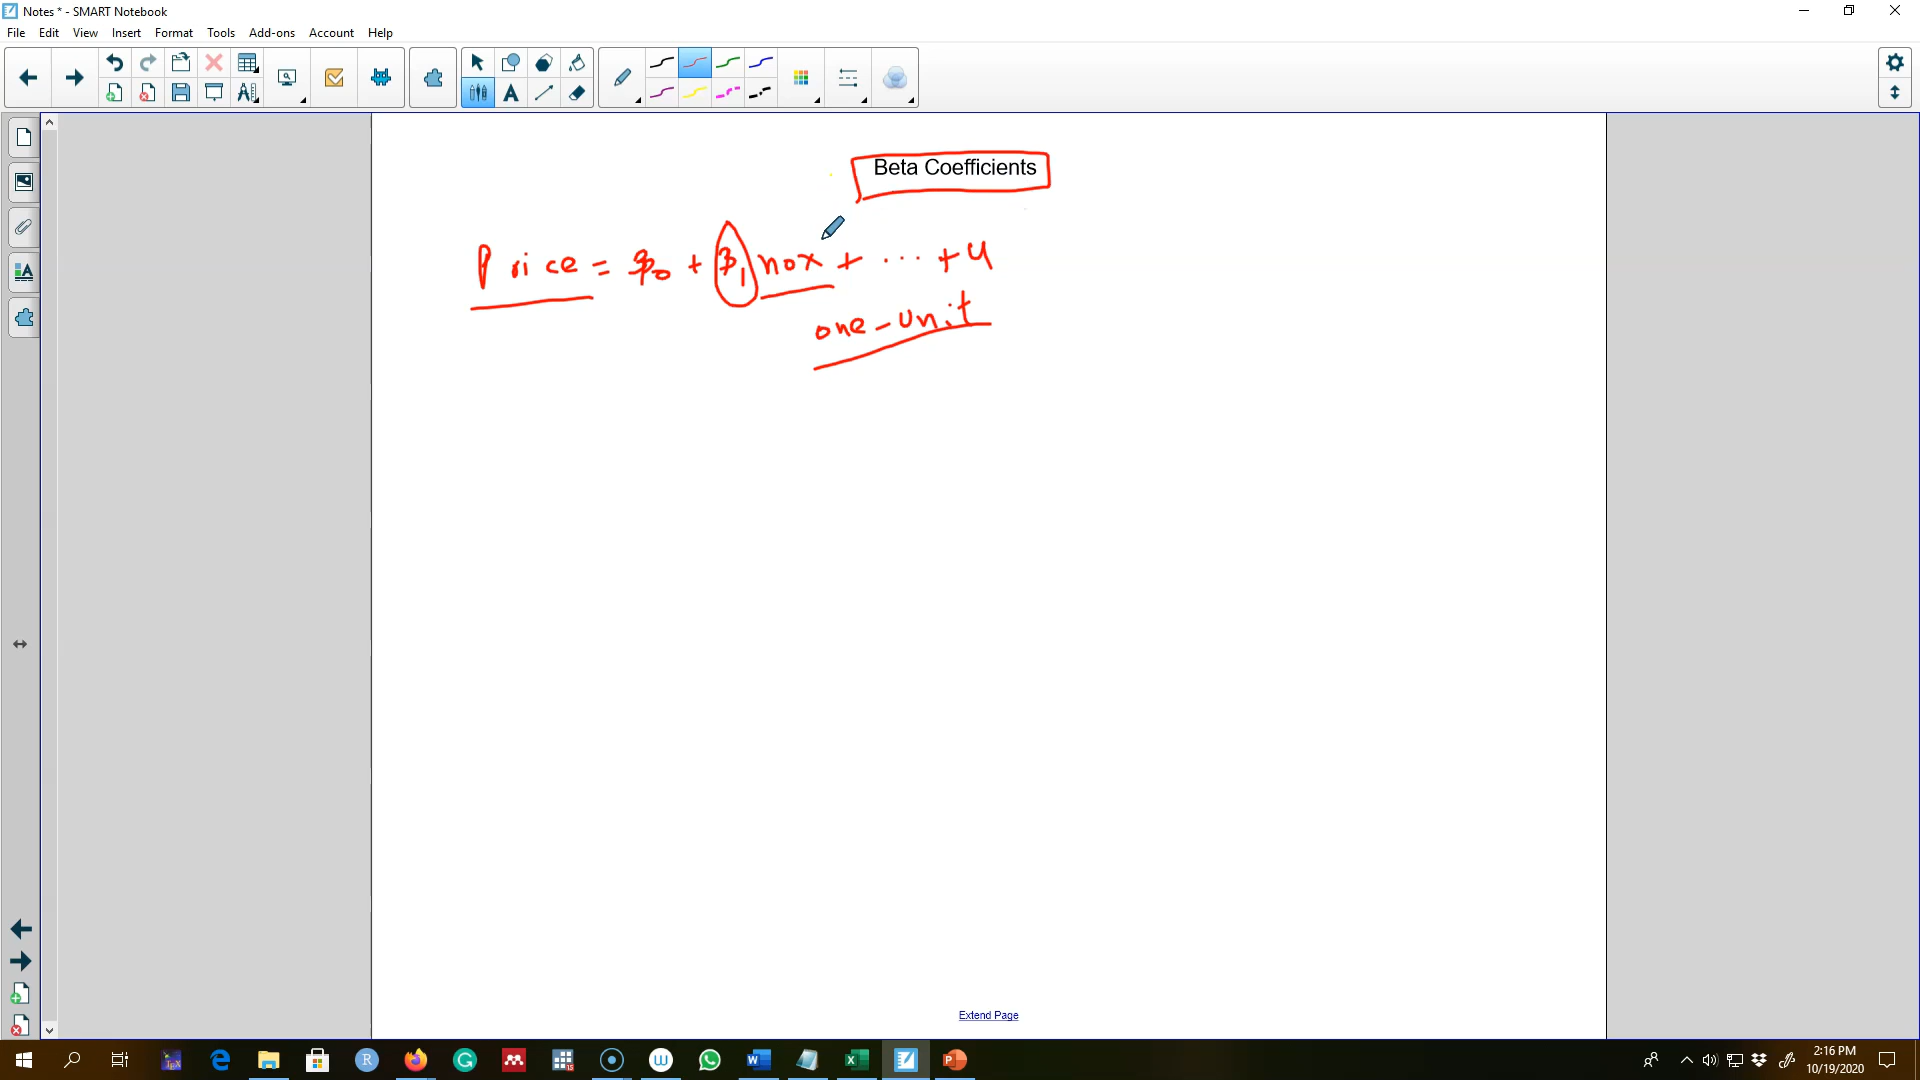 Notes * - SMART Notebook
File Edit View Insert Format Tools Add-ons Account Help
Beta Coefficients
Price = β₀ + β₁ nox + ... + u
one-unit
Extend Page
2:16 PM
10/19/2020